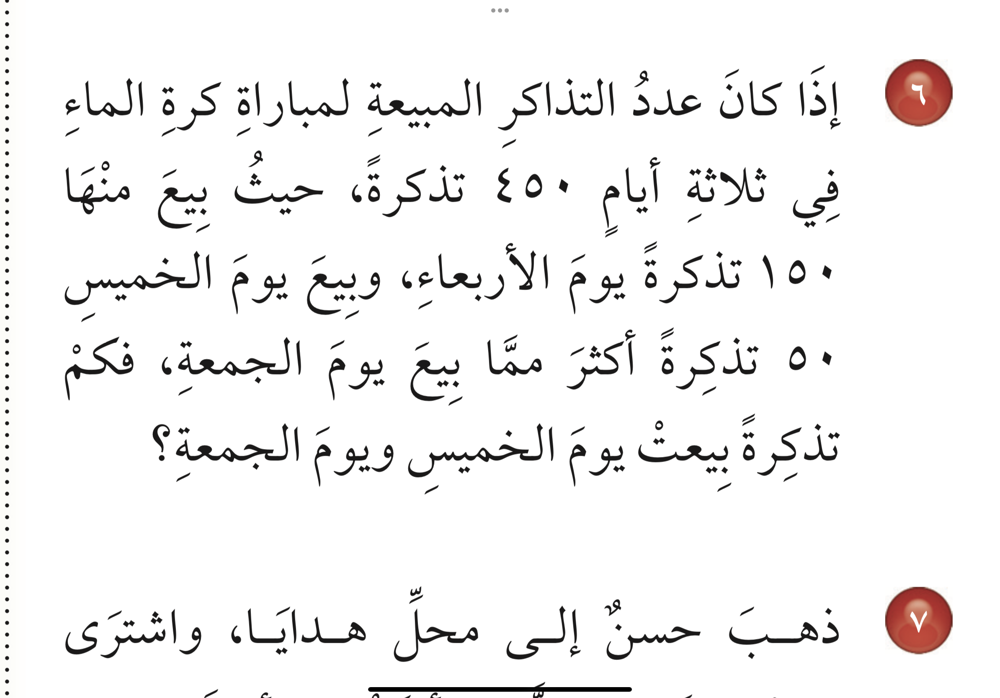 ٦
إِذَا كانَ عددُ التذاكرِ المبيعةِ لمباراةِ كرةِ الماءِ
فِي ثلاثةِ أيامٍ ٤٥٠ تذكرةً، حيثُ بِيعَ منْهَا
١٥٠ تذكرةً يومَ الأربعاءِ، وبِيعَ يومَ الخميسِ
٥٠ تذكِرةً أكثرَ ممَّا بِيعَ يومَ الجمعةِ، فكمْ
تذكِرةً بِيعتْ يومَ الخميسِ ويومَ الجمعةِ؟
٧
ذهبَ حسنٌ إلى محلِّ هدايَا، واشترَى